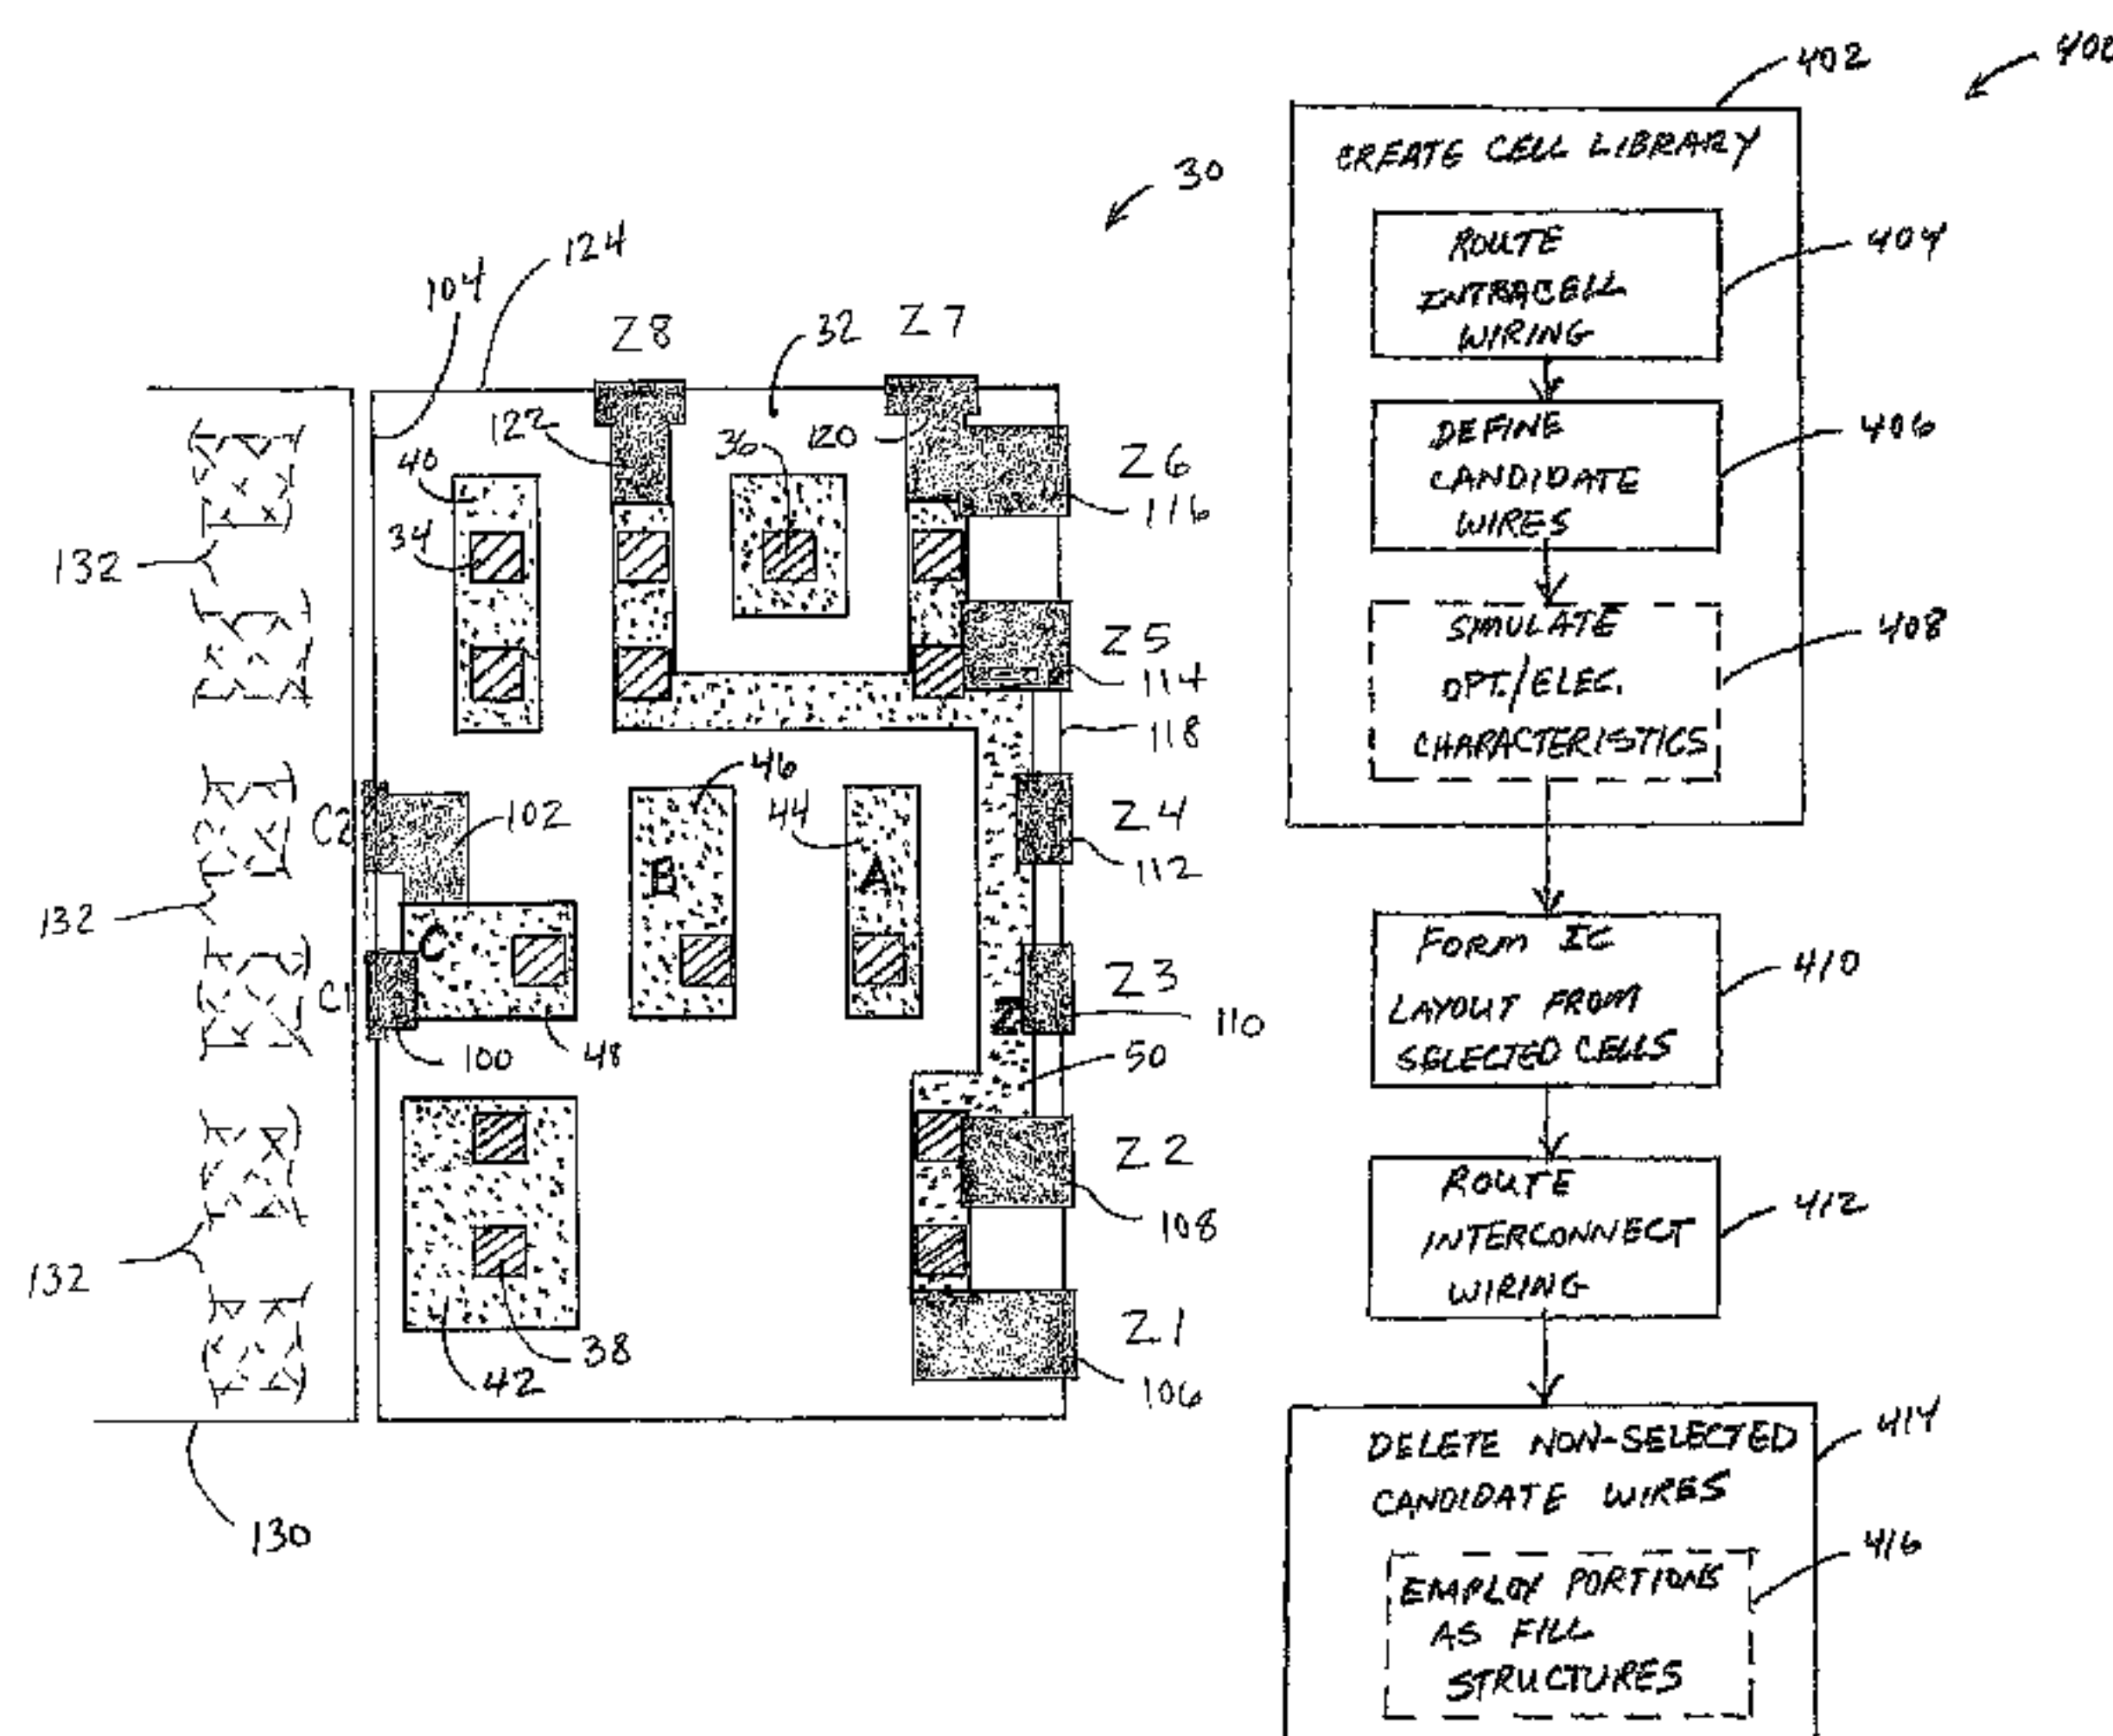 30
124
104
Z8
32
Z7
122
36
120
40
Z6
116
34
132
Z5
114
118
46
44
C2
102
Z4
112
B
A
132
C
C1
Z3
110
Z
100
48
50
Z2
108
132
Z1
38
42
106
130
400
402
CREATE CELL LIBRARY
ROUTE
INTRACELL
WIRING
404
DEFINE
CANDIDATE
WIRES
406
SIMULATE
OPT./ELEC.
CHARACTERISTICS
408
FORM IC
LAYOUT FROM
SELECTED CELLS
410
ROUTE
INTERCONNECT
WIRING
412
DELETE NON-SELECTED
CANDIDATE WIRES
414
EMPLOY PORTIONS
AS FILL
STRUCTURES
416